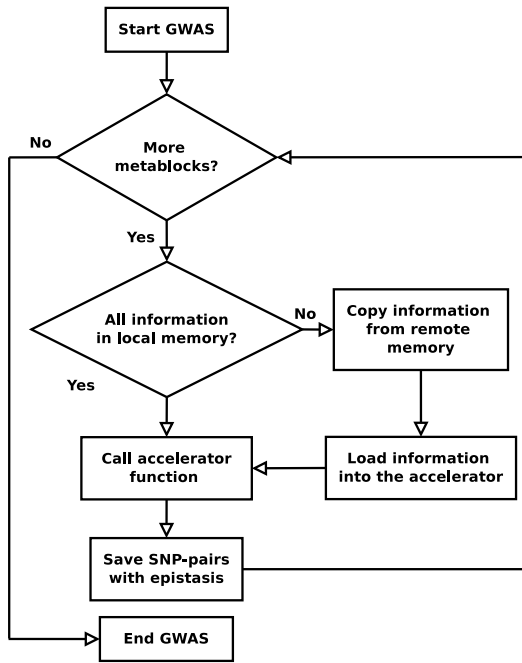 Start GWAS
No
More
metablocks?
Yes
All information
in local memory?
No
Copy information
from remote
memory
Yes
Call accelerator
function
Load information
into the accelerator
Save SNP-pairs
with epistasis
End GWAS